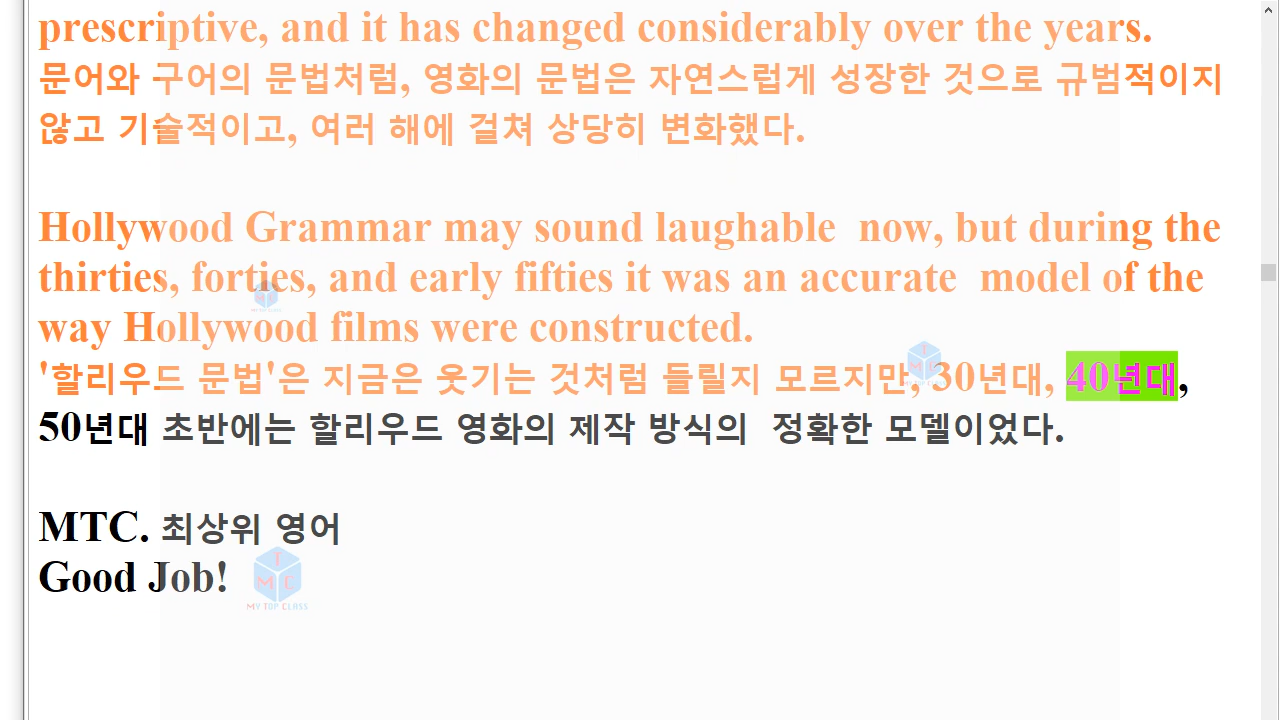 prescriptive, and it has changed considerably over the years.
문어와 구어의 문법처럼, 영화의 문법은 자연스럽게 성장한 것으로 규범적이지
않고 기술적이고, 여러 해에 걸쳐 상당히 변화했다.
Hollywood Grammar may sound laughable now, but during the
thirties, forties, and early fifties it was an accurate model of the
way Hollywood films were constructed.
'할리우드 문법'은 지금은 웃기는 것처럼 들릴지 모르지만, 30년대, 40년대,
50년대 초반에는 할리우드 영화의 제작 방식의 정확한 모델이었다.
MTC. 최상위 영어
Good Job!
T
M C
MY TOP CLASS